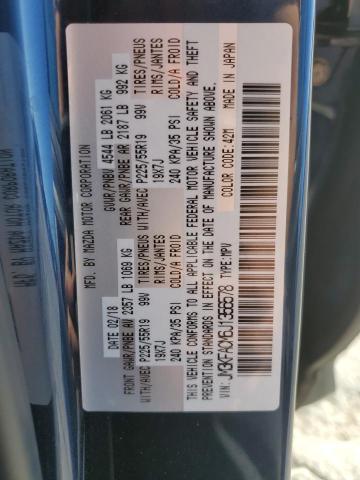 MFD. BY MAZDA MOTOR CORPORATION
DATE 02/18 GVWR/PNBV 4544 LB 2061 KG
FRONT GAWR/PNBE AV 2357 LB 1069 KG REAR GAWR/PNBE AR 2187 LB 992 KG
WITH/AVEC P225/55R19 99V TIRES/PNEUS WITH/AVEC P225/55R19 99V TIRES/PNEUS
19X7J RIMS/JANTES 19X7J RIMS/JANTES
240 KPA/35 PSI COLD/A FROID 240 KPA/35 PSI COLD/A FROID
THIS VEHICLE CONFORMS TO ALL APPLICABLE FEDERAL MOTOR VEHICLE SAFETY AND THEFT
PREVENTION STANDARDS IN EFFECT ON THE DATE OF MANUFACTURE SHOWN ABOVE.
TYPE: MPV COLOR CODE: 42M MADE IN JAPAN